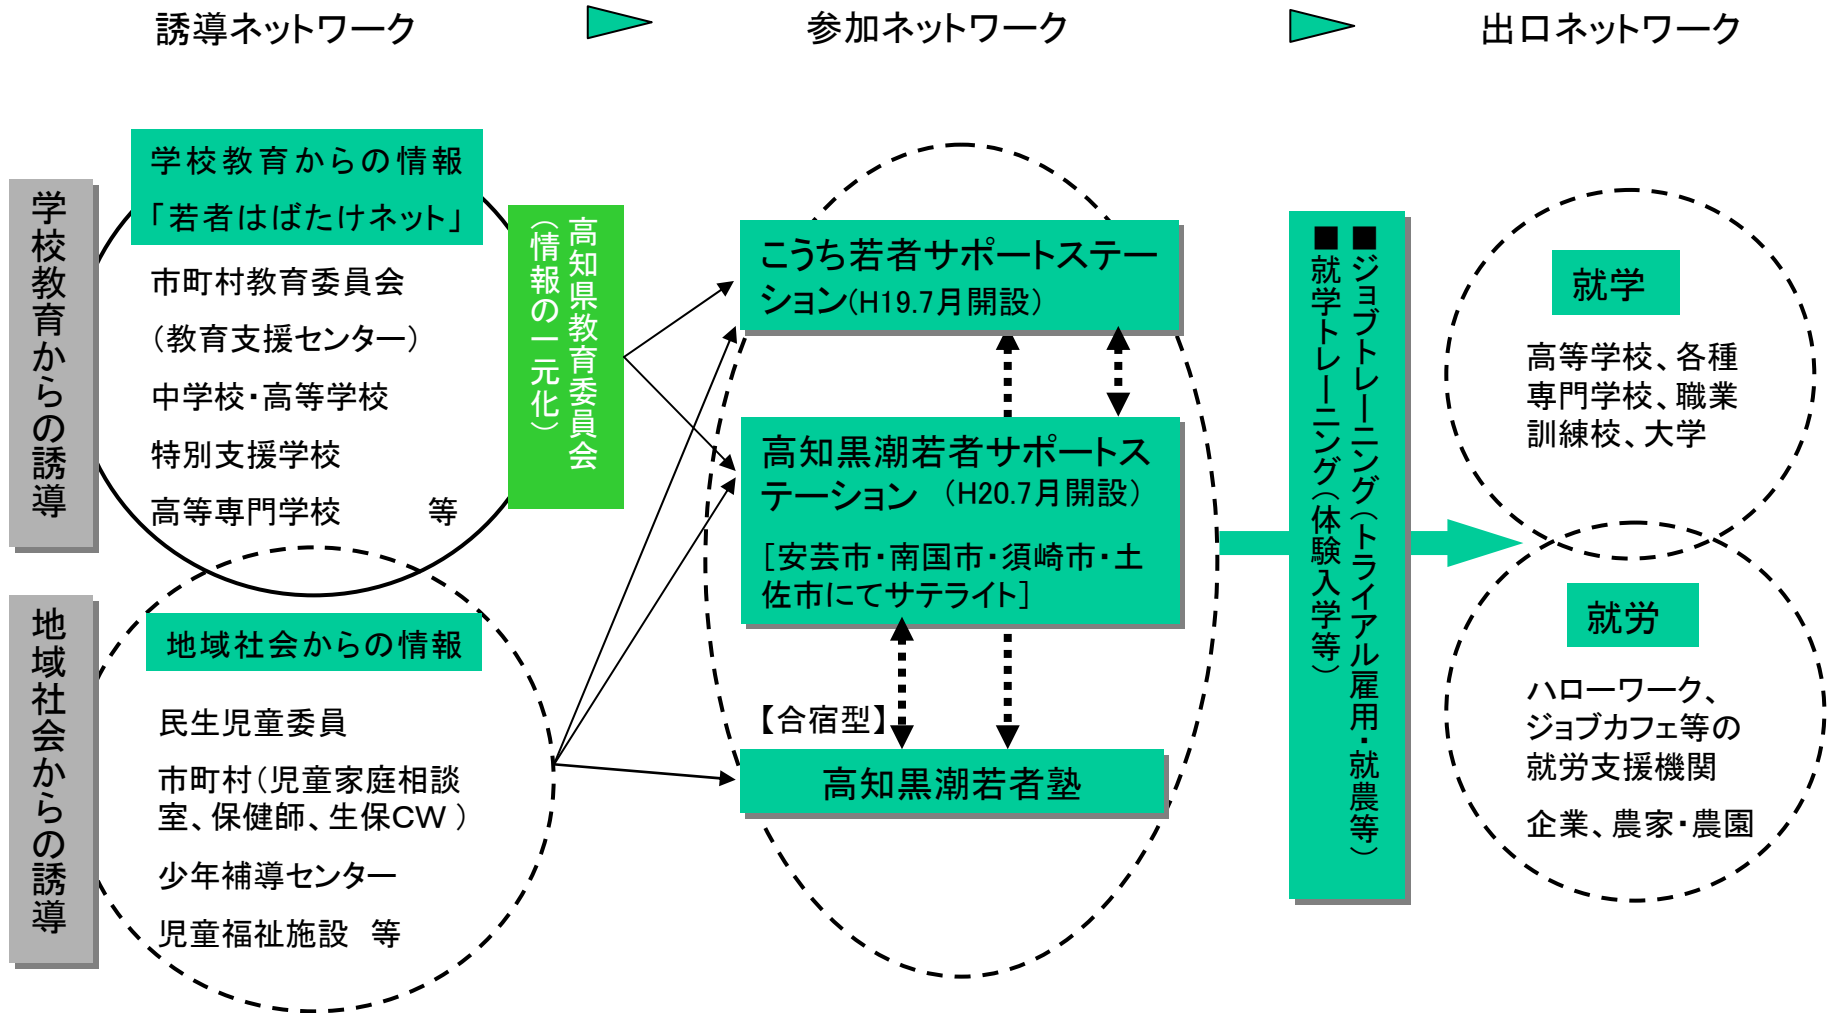 誘導ネットワーク
参加ネットワーク
出口ネットワーク
学校教育からの誘導
学校教育からの情報
「若者はばたけネット」
市町村教育委員会
（教育支援センター）
中学校・高等学校
特別支援学校
高等専門学校　等
高知県教育委員会
（情報の一元化）
地域社会からの誘導
地域社会からの情報
民生児童委員
市町村（児童家庭相談
室、保健師、生保CW ）
少年補導センター
児童福祉施設　等
こうち若者サポートステー
ション(H19.7月開設）
高知黒潮若者サポートス
テーション （H20.7月開設）
［安芸市・南国市・須崎市・土
佐市にてサテライト］
【合宿型】
高知黒潮若者塾
■ジョブトレーニング（トライアル雇用・就農等）
■就学トレーニング（体験入学等）
就学
高等学校、各種
専門学校、職業
訓練校、大学
就労
ハローワーク、
ジョブカフェ等の
就労支援機関
企業、農家・農園